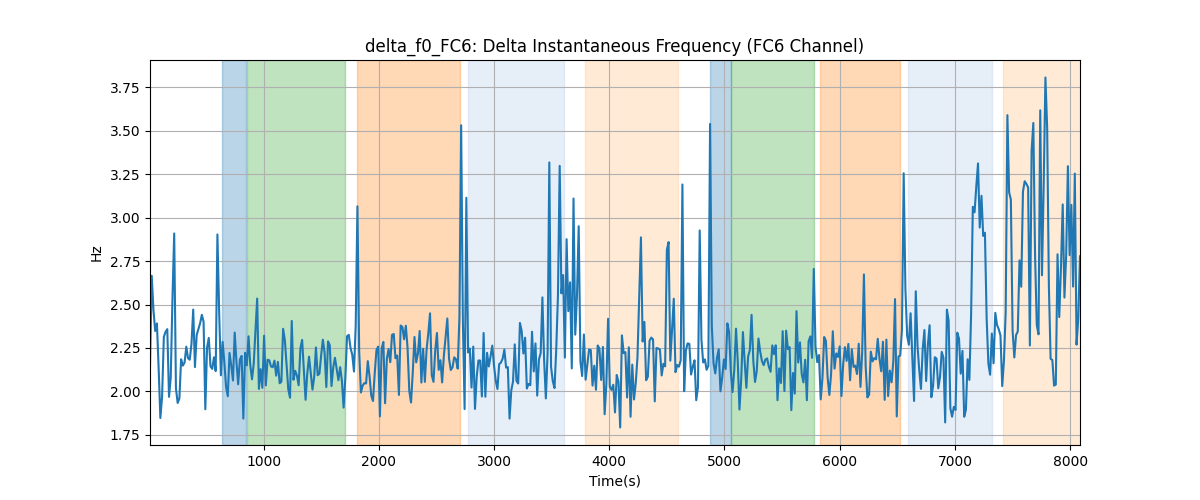 delta_f0_FC6: Delta Instantaneous Frequency (FC6 Channel)
3.75
3.50
3.25
3.00
2.75
2.50
2.25
2.00
1.75
Hz
1000 2000 3000 4000 5000 6000 7000 8000
Time(s)